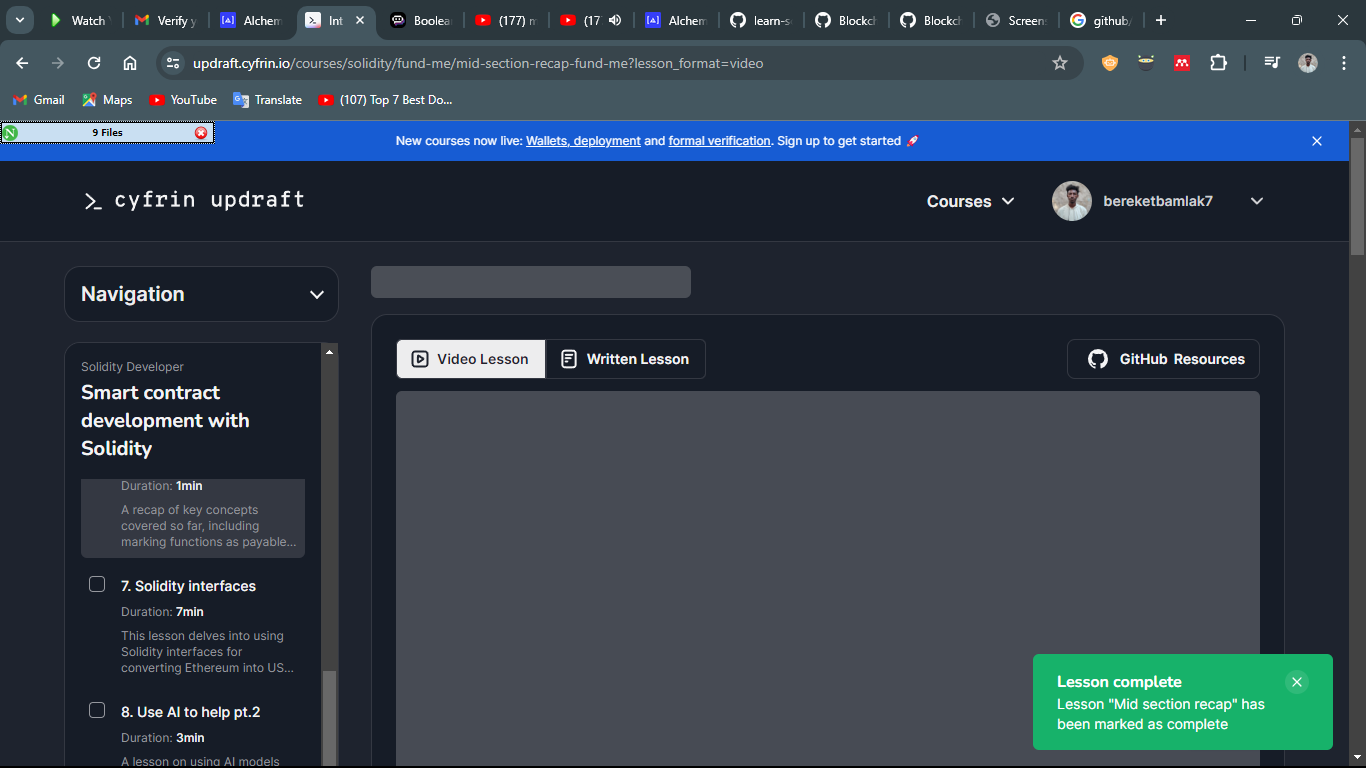 Watch
Verify y
Alchem
Int
Boolea
(177) m
(17
Alchem
learn-s
Blockch
Blockch
Screen
github/
updraft.cyfrin.io/courses/solidity/fund-me/mid-section-recap-fund-me?lesson_format=video
Gmail
Maps
YouTube
Translate
(107) Top 7 Best Do...
9 Files
New courses now live: Wallets, deployment and formal verification. Sign up to get started 🚀
>_ cyfrin updraft
Courses
bereketbamlak7
Navigation
Solidity Developer
Smart contract
development with
Solidity
Duration: 1min
A recap of key concepts
covered so far, including
marking functions as payable...
7. Solidity interfaces
Duration: 7min
This lesson delves into using
Solidity interfaces for
converting Ethereum into US...
8. Use AI to help pt.2
Duration: 3min
A lesson on using AI models
Video Lesson
Written Lesson
GitHub Resources
Lesson complete
Lesson "Mid section recap" has
been marked as complete